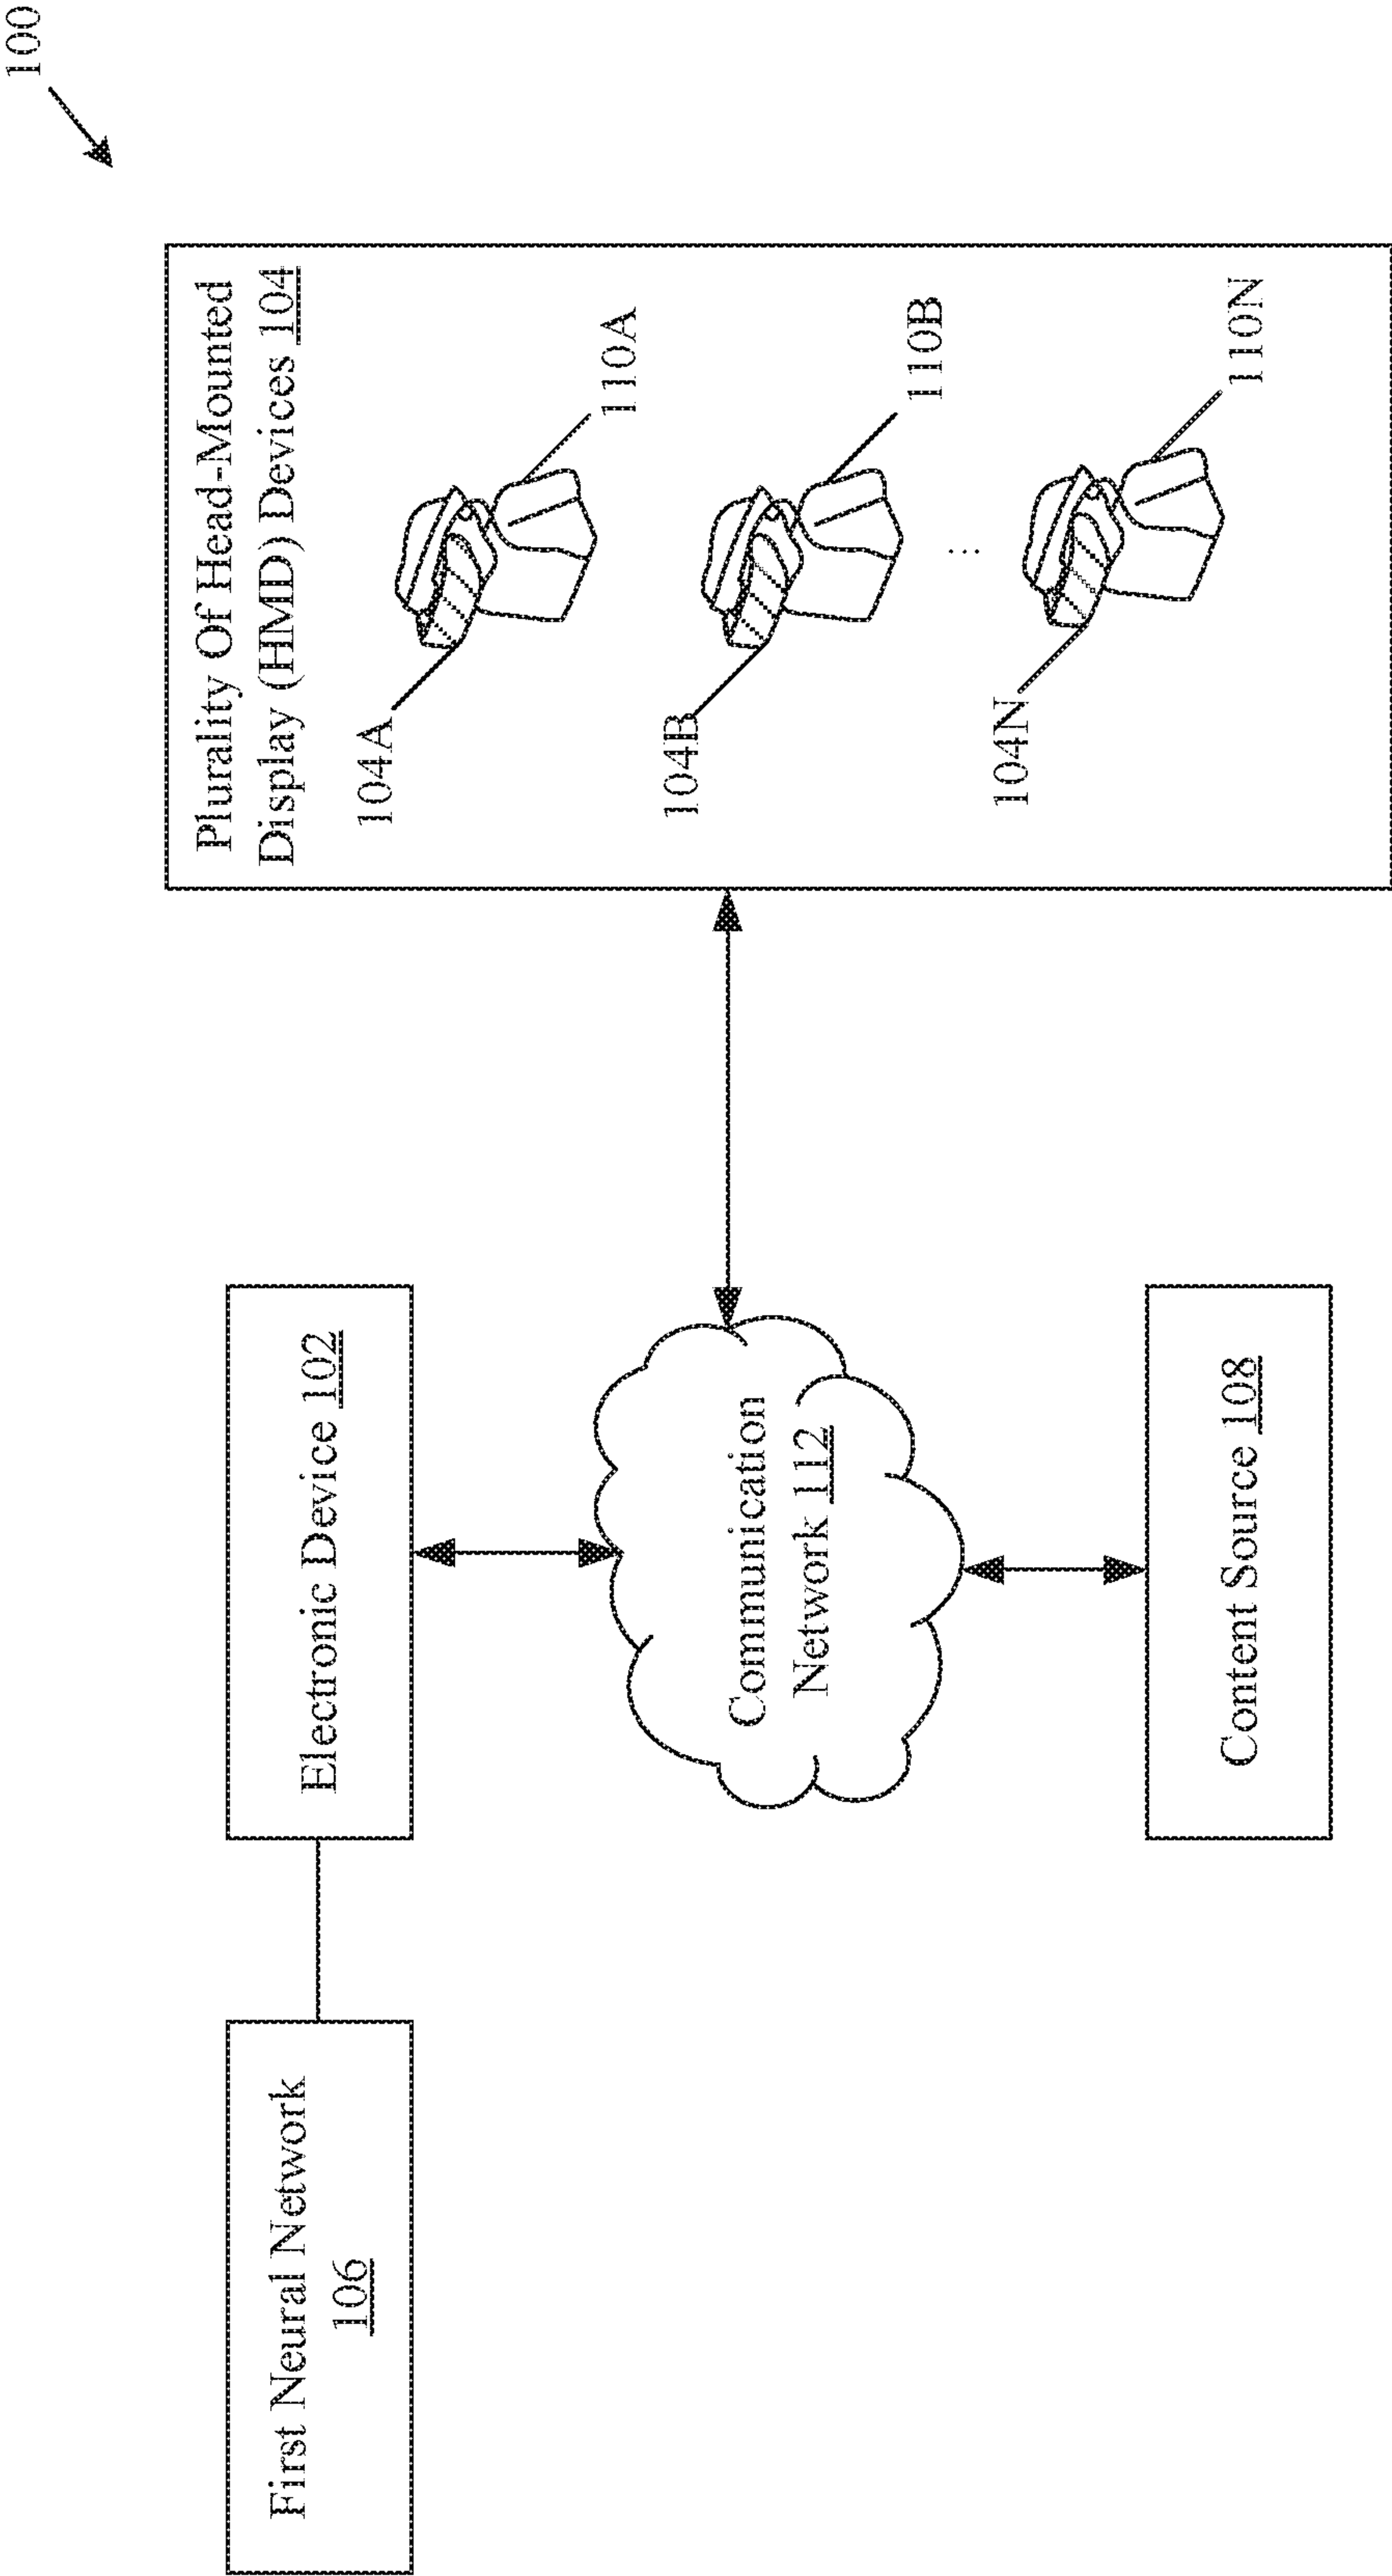 100
First Neural Network
106
Electronic Device 102
Communication
Network 112
Content Source 108
Plurality Of Head-Mounted
Display (HMD) Devices 104
104A
110A
104B
110B
...
104N
110N